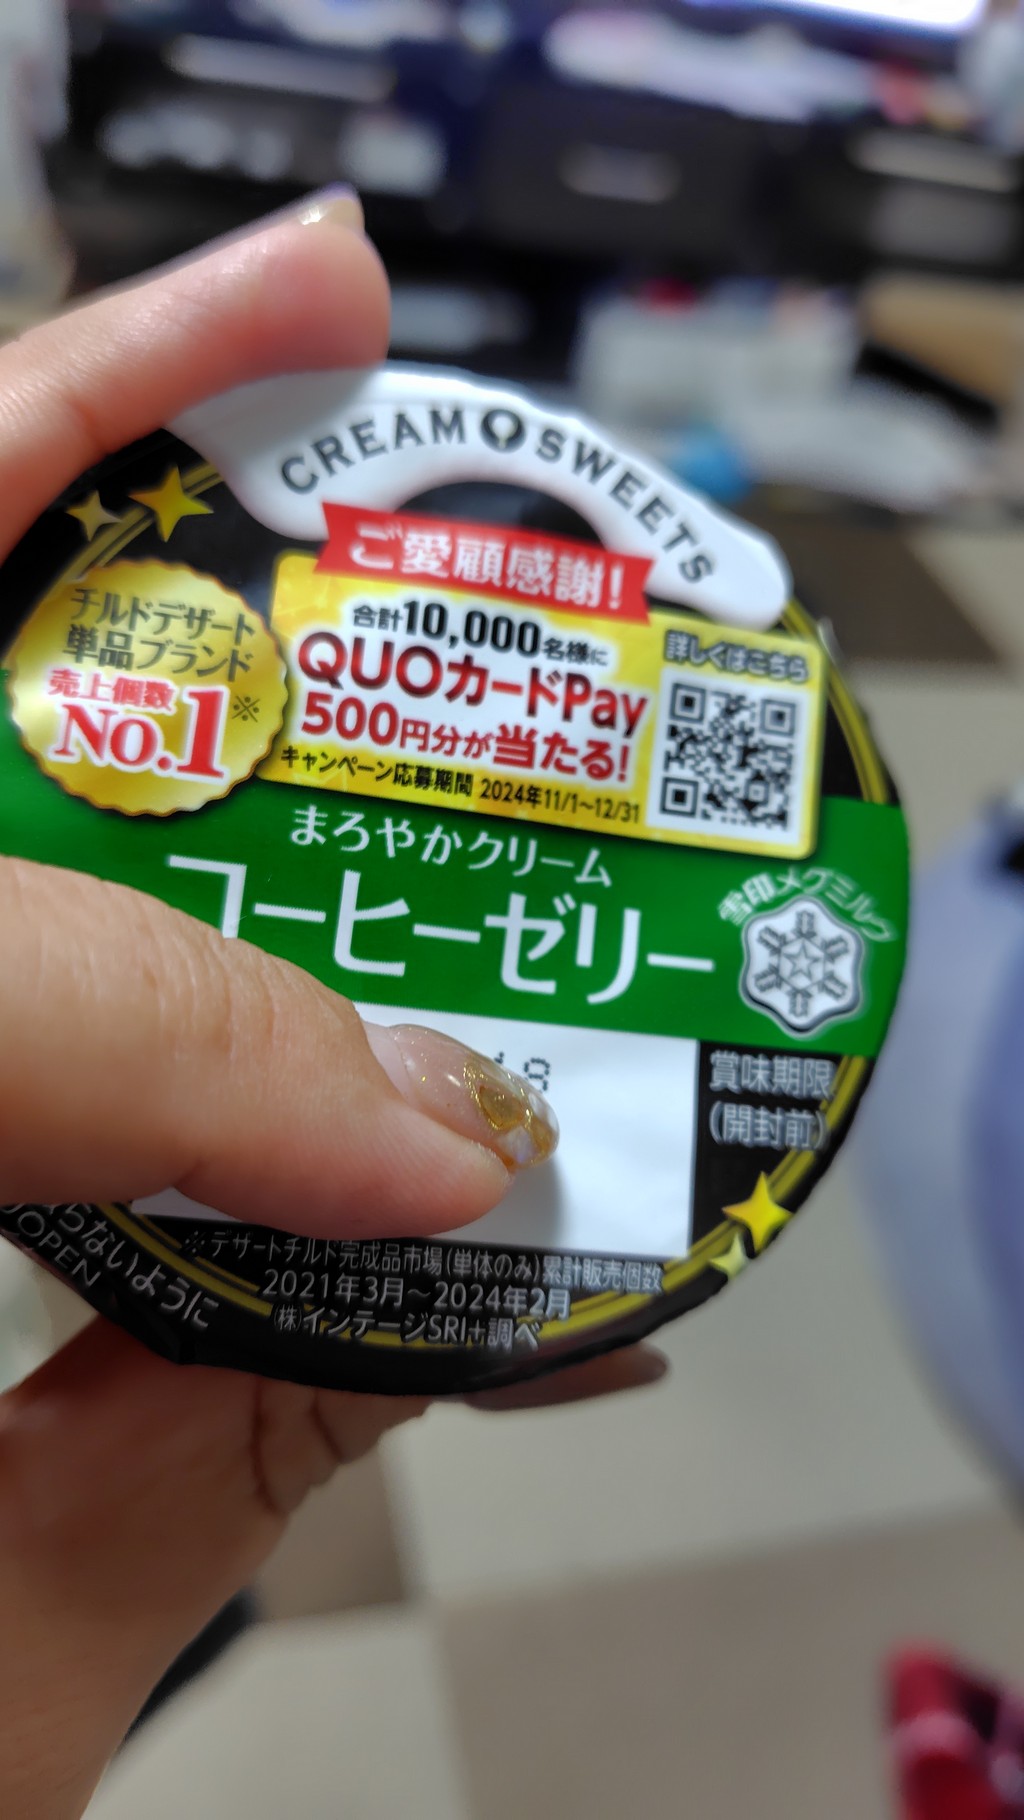 CREAM SWEETS
ご愛顧感謝!
合計10,000名様に
QUOカードPay
500円分が当たる!
キャンペーン応募期間 2024年11/1~12/31
詳しくはこちら
チルドデザート
単品ブランド
売上個数
No.1※
まろやかクリーム
コーヒーゼリー
雪印メグミルク
賞味期限
(開封前)
※デザートチルド完成品市場(単体のみ)累計販売個数
2021年3月~2024年2月
(株)インテージSRI+調べ
らないように
OPEN